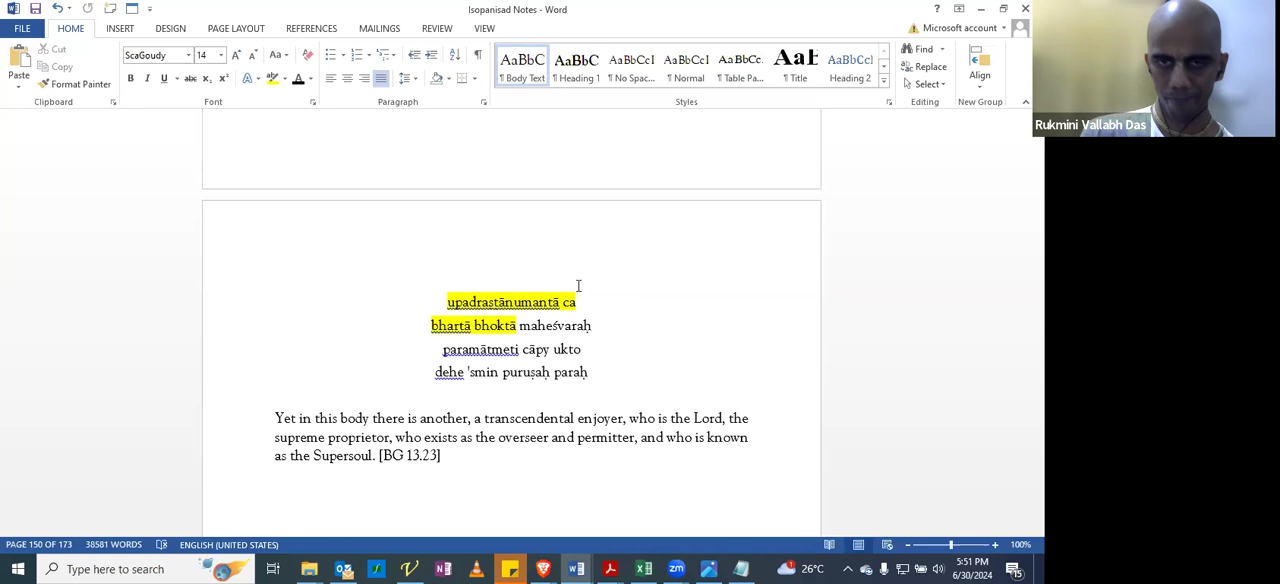 Isopanisad Notes - Word
FILE HOME INSERT DESIGN PAGE LAYOUT REFERENCES MAILINGS REVIEW VIEW Microsoft account
Paste
Cut
Copy
Format Painter
Clipboard
ScaGoudy 14
Font
Paragraph
AaBbC AaBbC AaBbCcI AaBbCcI AaBbCc. AaI AaBbCcl
¶ Body Text ¶ Heading 1 ¶ No Spac... ¶ Normal ¶ Table Pa... ¶ Title Heading 2
Styles
Find
Replace
Select
Editing
Align
New Group
Rukmini Vallabh Das
upadrastānumantā ca
bhartā bhoktā maheśvaraḥ
paramātmeti cāpy ukto
dehe 'smin puruṣaḥ paraḥ
Yet in this body there is another, a transcendental enjoyer, who is the Lord, the
supreme proprietor, who exists as the overseer and permitter, and who is known
as the Supersoul. [BG 13.23]
PAGE 150 OF 173 38581 WORDS ENGLISH (UNITED STATES) 100%
Type here to search 26°C 5:51 PM
6/30/2024 15